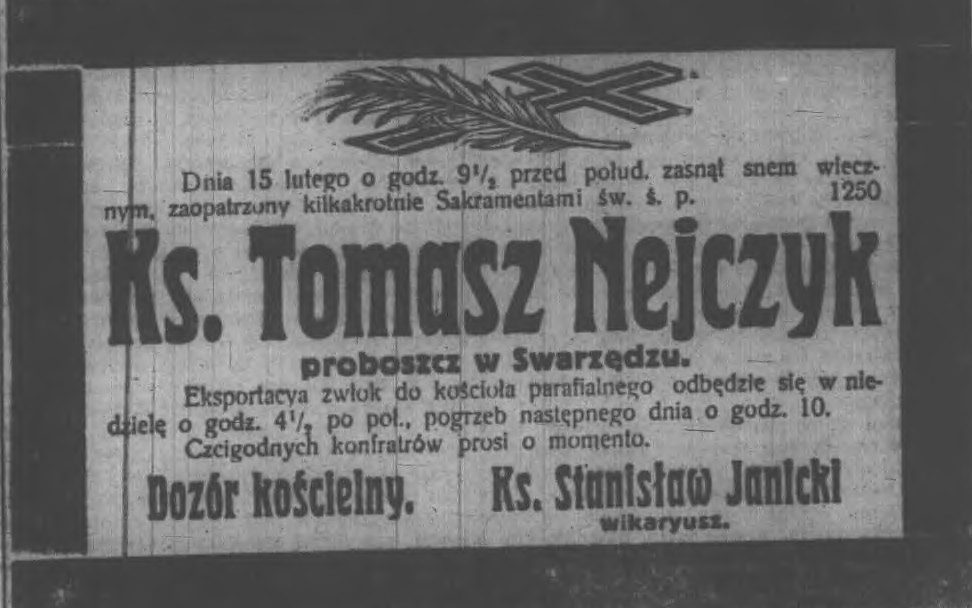 Dnia 15 lutego o godz. 9½ przed połud. zasnął snem wiecz-
nym, zaopatrzony kilkakrotnie Sakramentami św. ś. p. 1250
Ks. Tomasz Nejczyk
proboszcz w Swarzędzu.
Eksportacya zwłok do kościoła parafialnego odbędzie się w nie-
dzielę o godz. 4½ po poł., pogrzeb następnego dnia o godz. 10.
Czcigodnych konfratrów prosi o momento.
Dozór kościelny. Ks. Stanisław Janicki
wikaryusz.